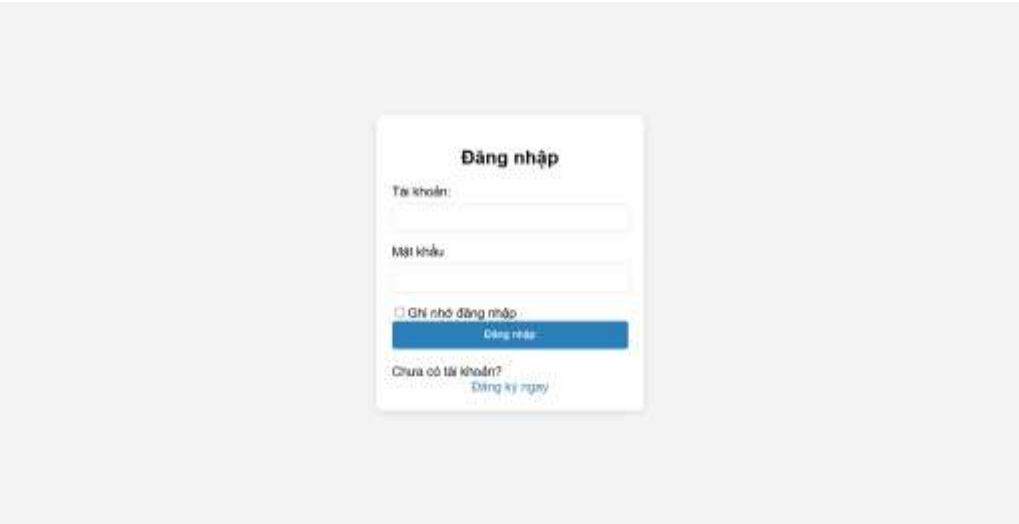 Đăng nhập
Tài khoản:
Mật khẩu
Ghi nhớ đăng nhập
Đăng nhập
Chưa có tài khoản?
Đăng ký ngay